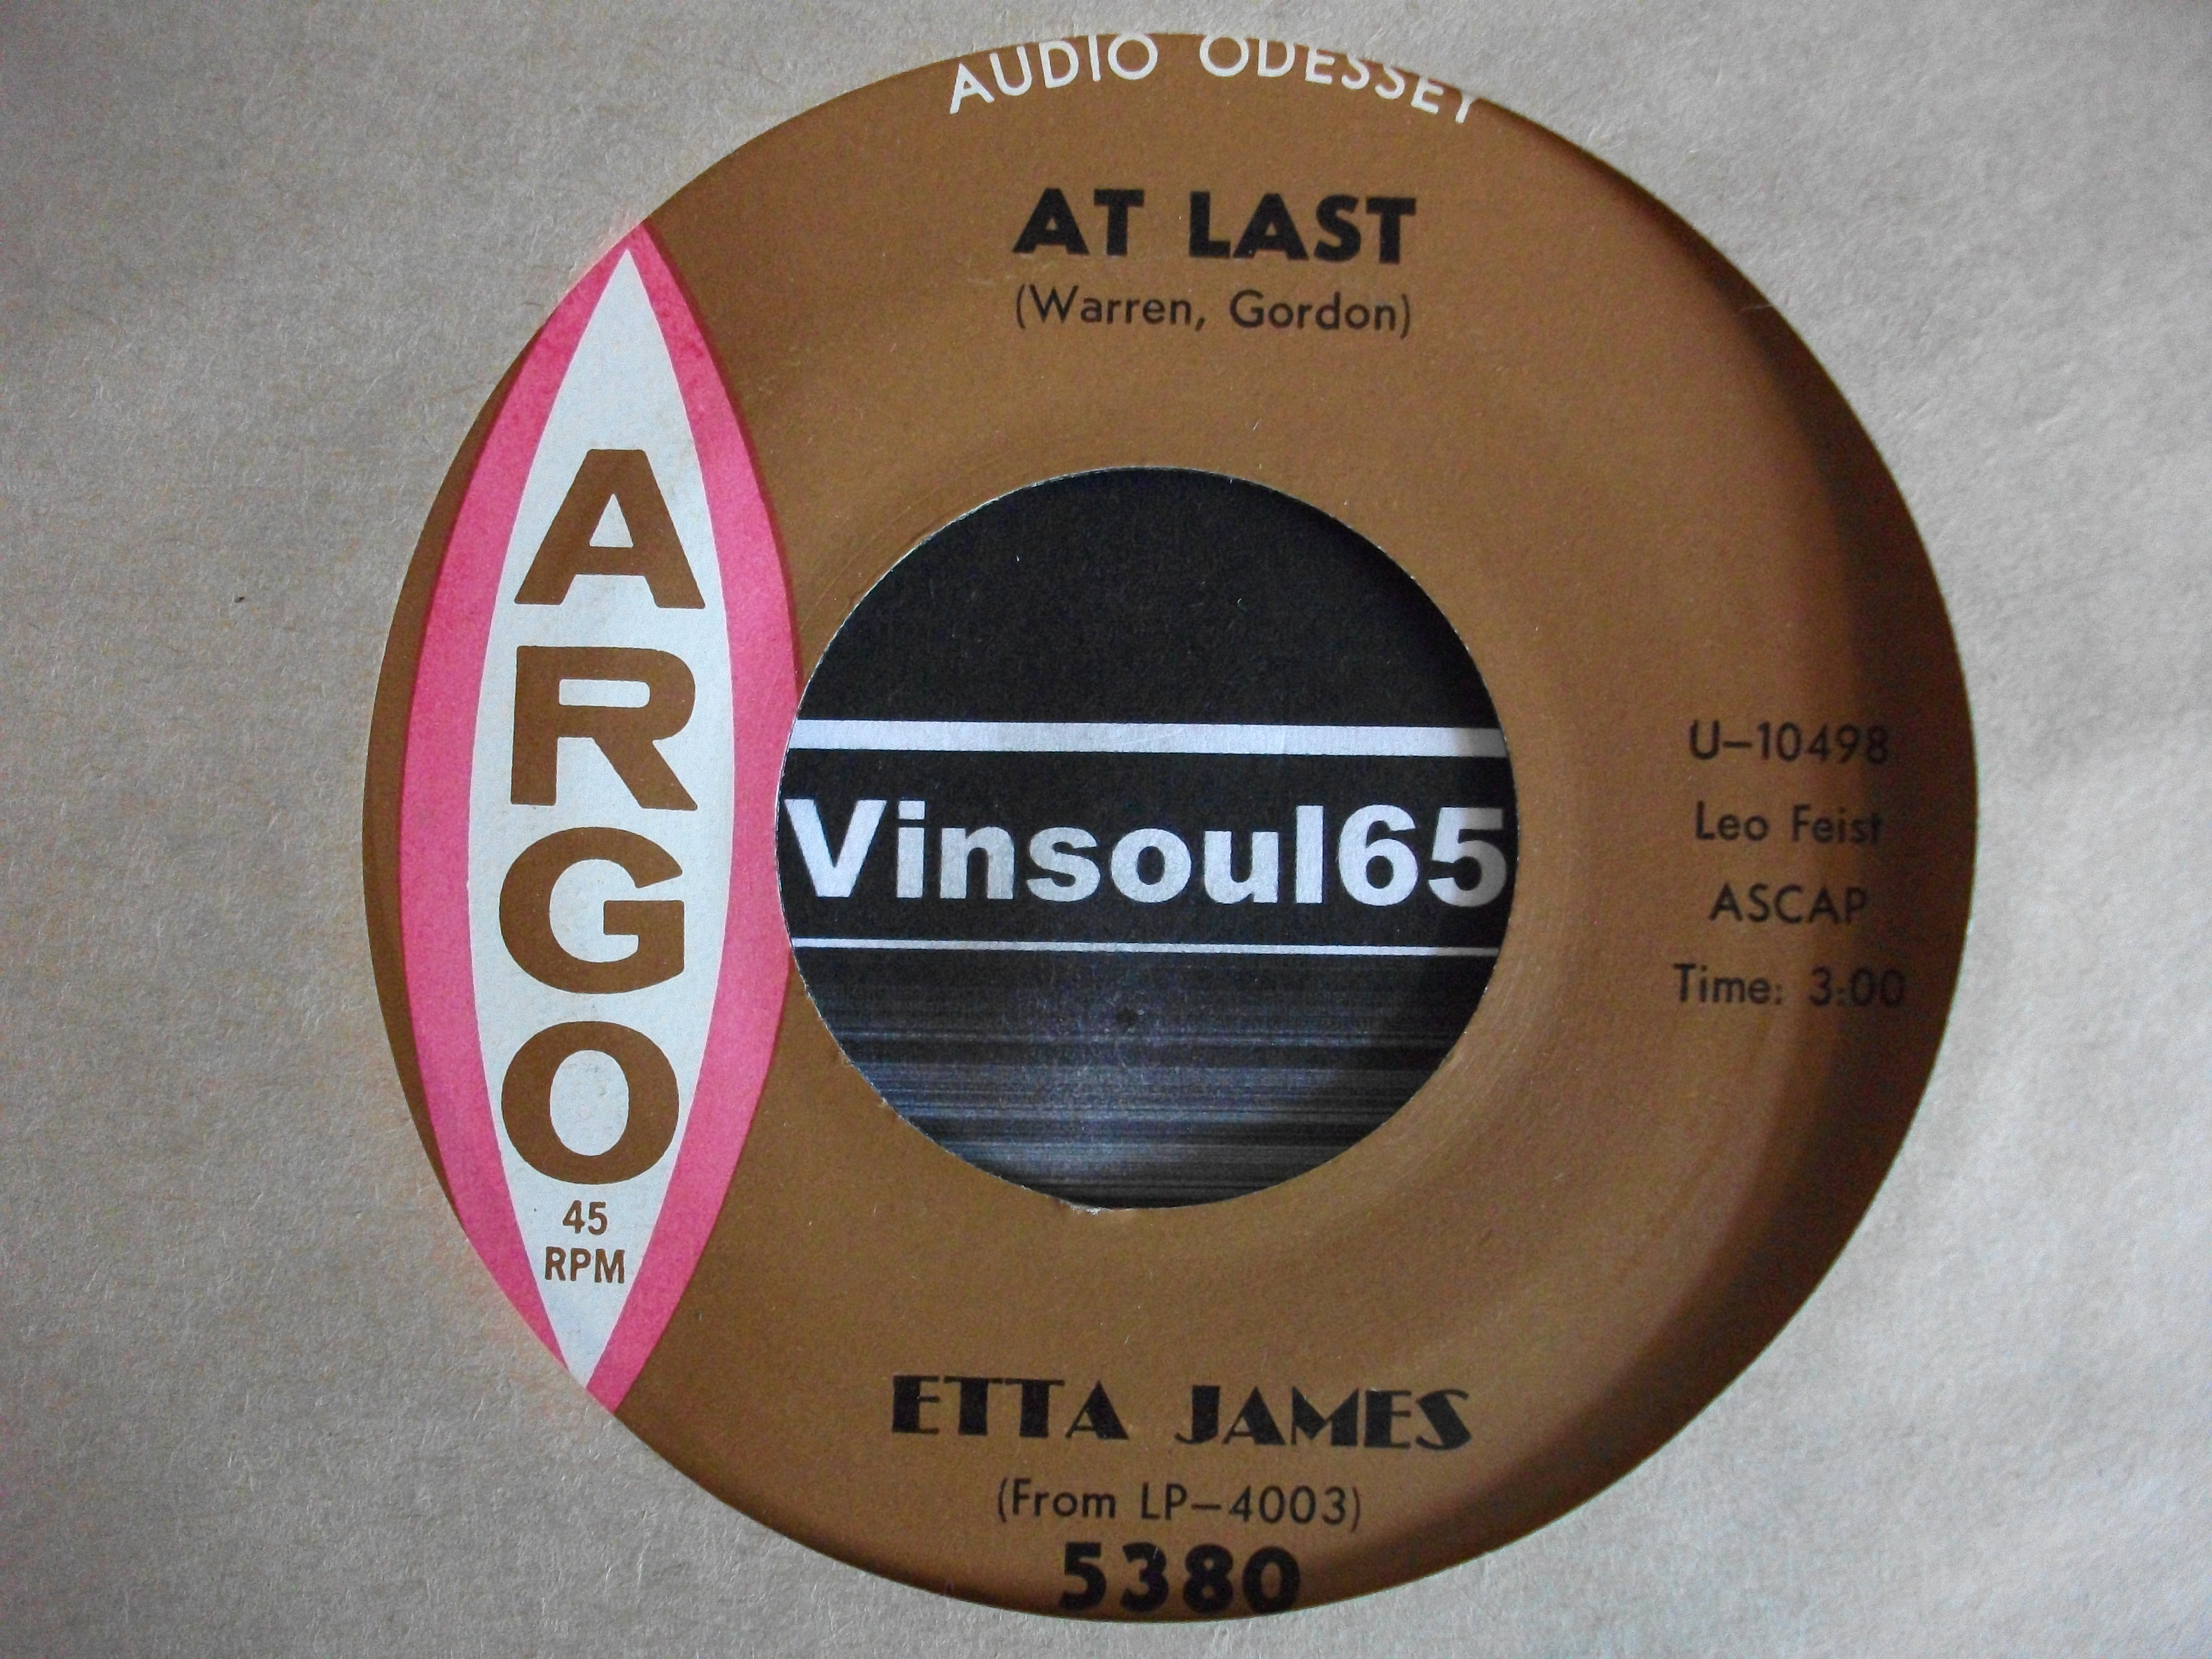 AUDIO ODESSEY
AT LAST
(Warren, Gordon)
ARGO
45
RPM
Vinsoul65
U-10498
Leo Feist
ASCAP
Time: 3:00
ETTA JAMES
(From LP-4003)
5380